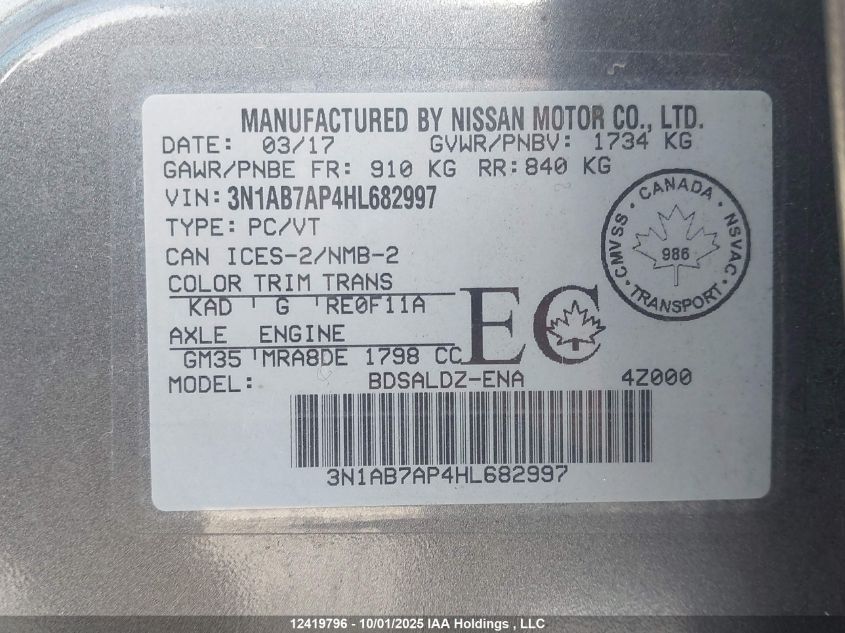 MANUFACTURED BY NISSAN MOTOR CO., LTD.
DATE: 03/17 GVWR/PNBV: 1734 KG
GAWR/PNBE FR: 910 KG RR: 840 KG
VIN: 3N1AB7AP4HL682997
TYPE: PC/VT
CAN ICES-2/NMB-2
CANADA
CMVSS
NSVAC
986
TRANSPORT
COLOR TRIM TRANS
KAD G RE0F11A
AXLE ENGINE
GM35 MRA8DE 1798 CC
EC
MODEL: BDSALDZ-ENA 4Z000
3N1AB7AP4HL682997
12419796 - 10/01/2025 IAA Holdings , LLC